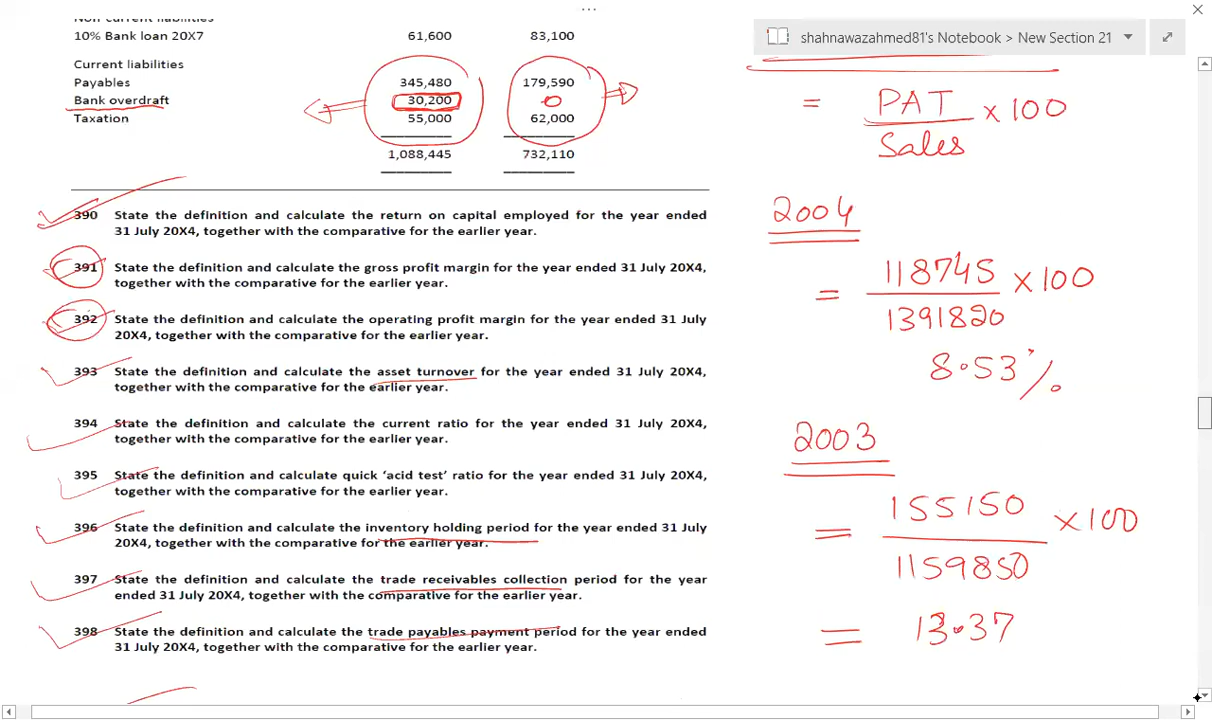 Non-current liabilities
10% Bank loan 20X7 61,600 83,100
Current liabilities
Payables 345,480 179,590
Bank overdraft 30,200 0
Taxation 55,000 62,000
1,088,445 732,110
390 State the definition and calculate the return on capital employed for the year ended
31 July 20X4, together with the comparative for the earlier year.
391 State the definition and calculate the gross profit margin for the year ended 31 July 20X4,
together with the comparative for the earlier year.
392 State the definition and calculate the operating profit margin for the year ended 31 July
20X4, together with the comparative for the earlier year.
393 State the definition and calculate the asset turnover for the year ended 31 July 20X4,
together with the comparative for the earlier year.
394 State the definition and calculate the current ratio for the year ended 31 July 20X4,
together with the comparative for the earlier year.
395 State the definition and calculate quick ‘acid test’ ratio for the year ended 31 July 20X4,
together with the comparative for the earlier year.
396 State the definition and calculate the inventory holding period for the year ended 31 July
20X4, together with the comparative for the earlier year.
397 State the definition and calculate the trade receivables collection period for the year
ended 31 July 20X4, together with the comparative for the earlier year.
398 State the definition and calculate the trade payables payment period for the year ended
31 July 20X4, together with the comparative for the earlier year.
shahnawazahmed81's Notebook > New Section 21
= PAT × 100
Sales
2004
= 118745 × 100
1391820
8.53%
2003
= 155150 × 100
1159850
= 13.37